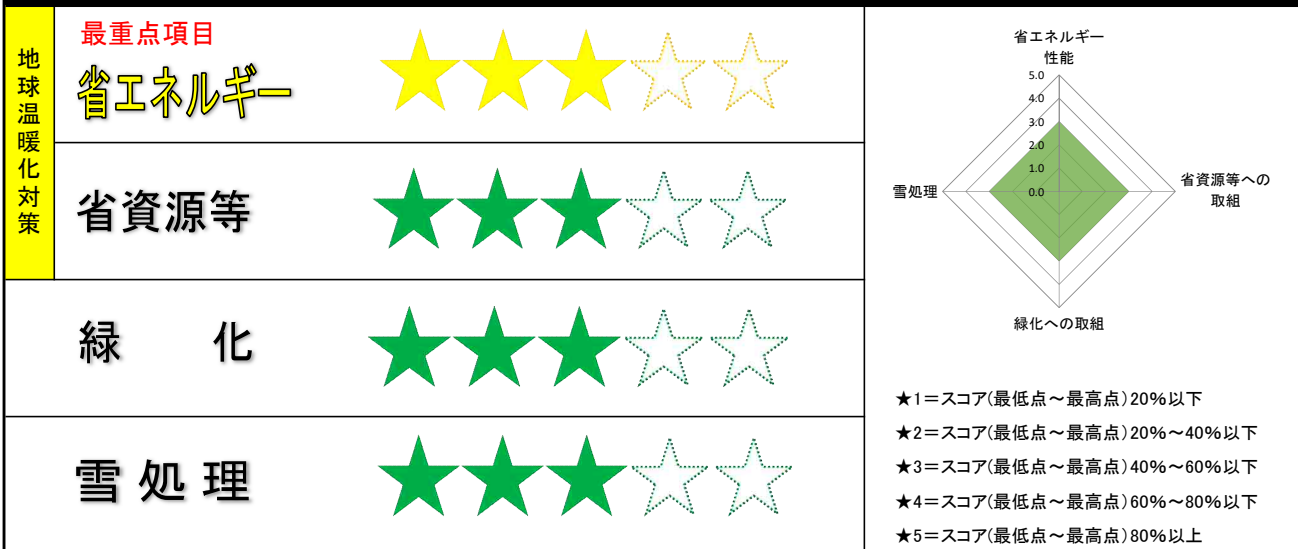 地球温暖化対策
最重点項目
省エネルギー
省資源等
緑 化
雪処理
省エネルギー
性能
5.0
4.0
3.0
2.0
1.0
0.0
雪処理
省資源等への
取組
緑化への取組
★1＝スコア(最低点～最高点)20%以下
★2＝スコア(最低点～最高点)20%～40%以下
★3＝スコア(最低点～最高点)40%～60%以下
★4＝スコア(最低点～最高点)60%～80%以下
★5＝スコア(最低点～最高点)80%以上